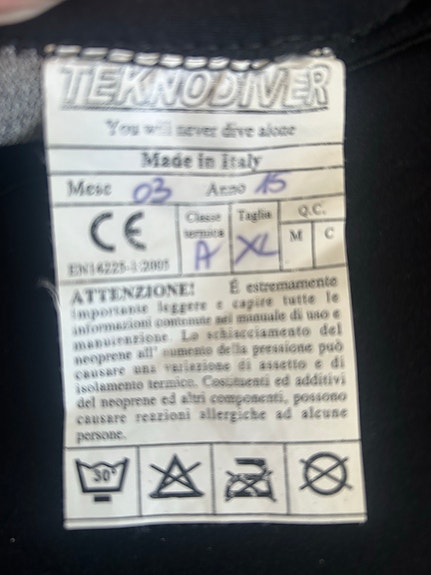 TEKNODIVER
You will never dive alone
Made in Italy
Mese 03 Anno 15
CE
EN14225-1:2005
Classe termica A
Taglia XL
Q.C.
M C
ATTENZIONE! È estremamente
importante leggere e capire tutte le
informazioni contenute nel manuale di uso e
manutenzione. Lo schiacciamento del
neoprene all' aumento della pressione può
causare una variazione di assetto e di
isolamento termico. Costituenti ed additivi
del neoprene ed altri componenti, possono
causare reazioni allergiche ad alcune
persone.
30°